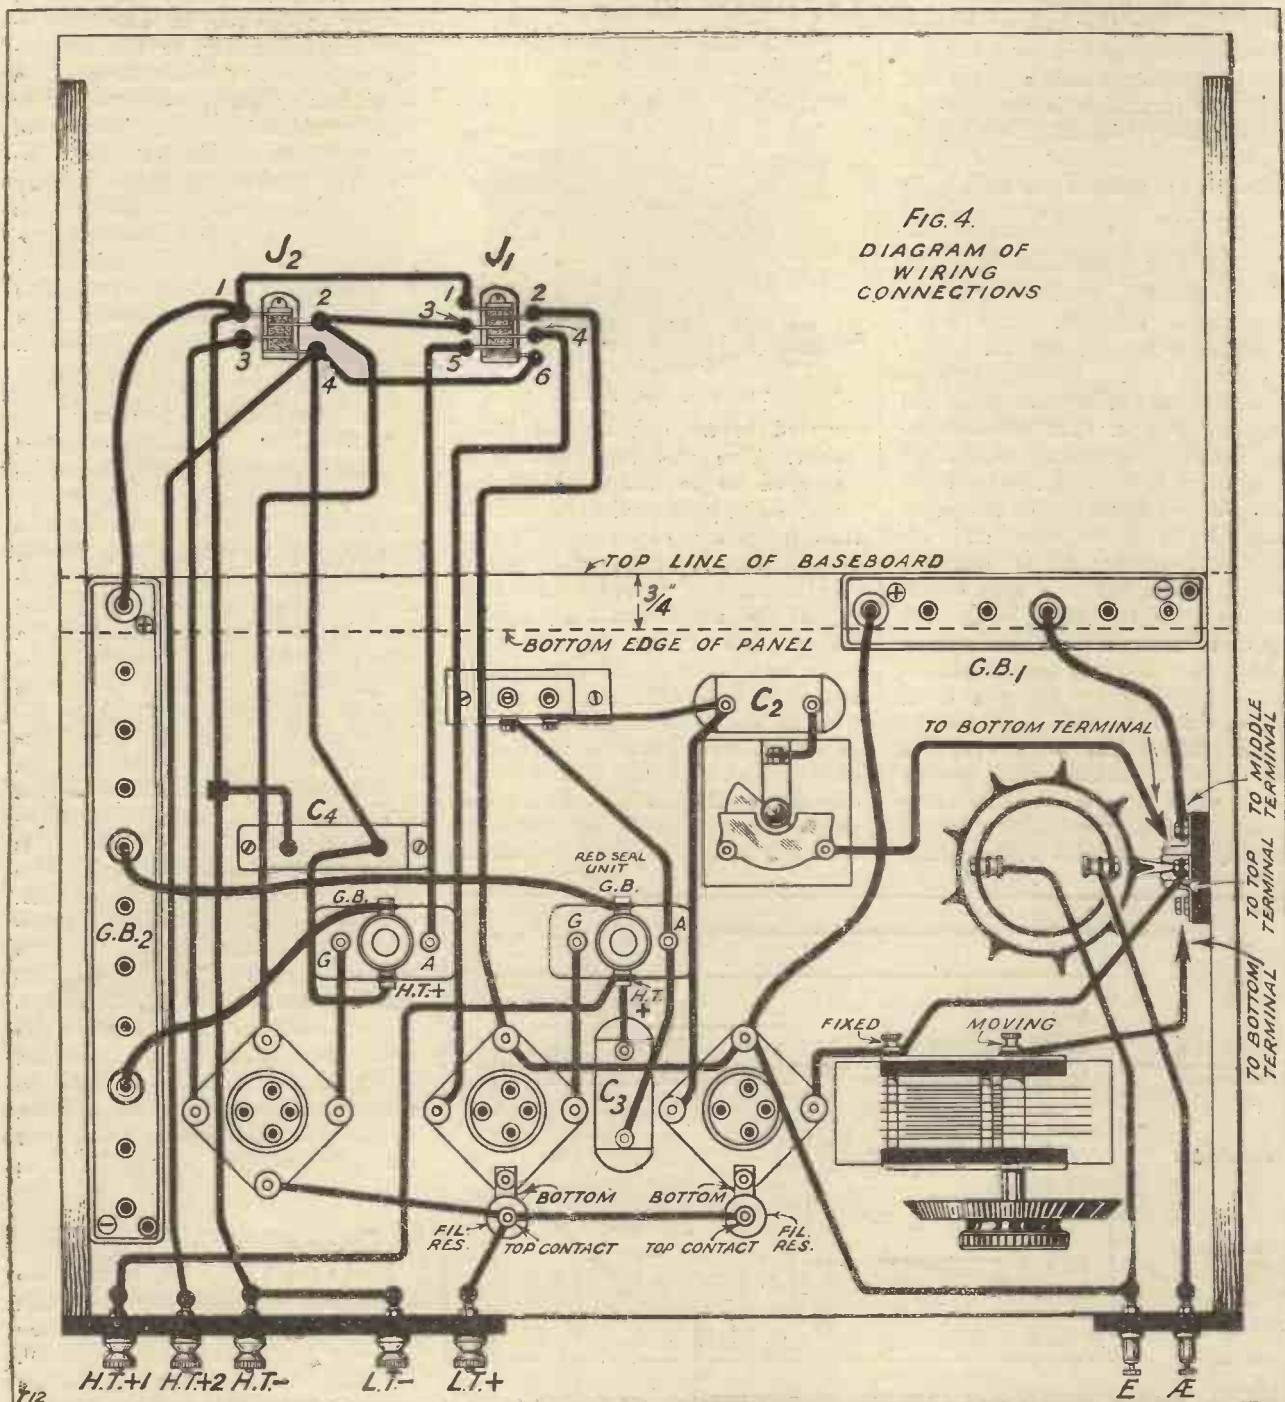 FIG. 4.
DIAGRAM OF
WIRING
CONNECTIONS
J2
J1
1
2
3
4
1
2
3
4
5
6
TOP LINE OF BASEBOARD
3/4"
BOTTOM EDGE OF PANEL
G.B.1
C2
TO BOTTOM TERMINAL
TO MIDDLE
TERMINAL
TO TOP
TERMINAL
TO BOTTOM
TERMINAL
C4
RED SEAL
UNIT
G.B.
G.B.
G.B.2
G
A
G
A
H.T.+
H.T.
+
FIXED
MOVING
C3
BOTTOM
BOTTOM
FIL.
RES.
TOP CONTACT
TOP CONTACT
FIL.
RES.
H.T.+1 H.T.+2 H.T.- L.T.- L.T.+
E Æ
T12